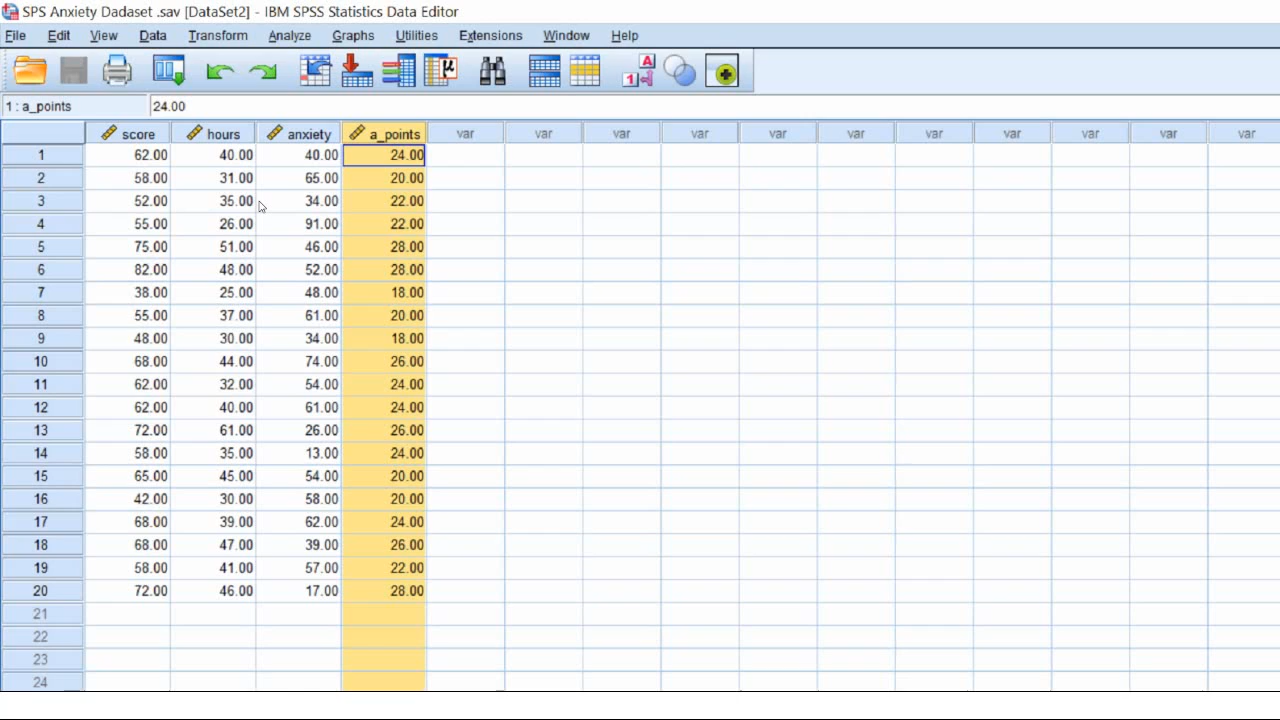 SPS Anxiety Dadaset .sav [DataSet2] - IBM SPSS Statistics Data Editor
File Edit View Data Transform Analyze Graphs Utilities Extensions Window Help
1 : a_points 24.00
score hours anxiety a_points var var var var var var var var var var var
1 62.00 40.00 40.00 24.00
2 58.00 31.00 65.00 20.00
3 52.00 35.00 34.00 22.00
4 55.00 26.00 91.00 22.00
5 75.00 51.00 46.00 28.00
6 82.00 48.00 52.00 28.00
7 38.00 25.00 48.00 18.00
8 55.00 37.00 61.00 20.00
9 48.00 30.00 34.00 18.00
10 68.00 44.00 74.00 26.00
11 62.00 32.00 54.00 24.00
12 62.00 40.00 61.00 24.00
13 72.00 61.00 26.00 26.00
14 58.00 35.00 13.00 24.00
15 65.00 45.00 54.00 20.00
16 42.00 30.00 58.00 20.00
17 68.00 39.00 62.00 24.00
18 68.00 47.00 39.00 26.00
19 58.00 41.00 57.00 22.00
20 72.00 46.00 17.00 28.00
21
22
23
24